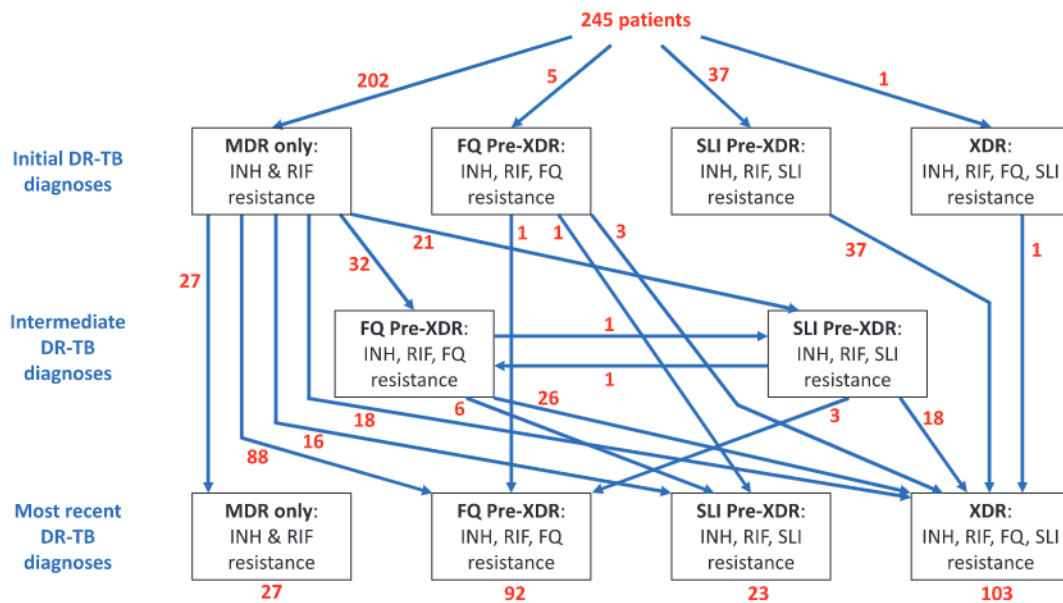 245 patients
202
5
37
1
Initial DR-TB
diagnoses
MDR only:
INH & RIF
resistance
FQ Pre-XDR:
INH, RIF, FQ
resistance
SLI Pre-XDR:
INH, RIF, SLI
resistance
XDR:
INH, RIF, FQ, SLI
resistance
27
32
21
1
1
3
37
1
Intermediate
DR-TB
diagnoses
FQ Pre-XDR:
INH, RIF, FQ
resistance
1
1
SLI Pre-XDR:
INH, RIF, SLI
resistance
88
16
18
6
26
3
18
Most recent
DR-TB
diagnoses
MDR only:
INH & RIF
resistance
27
FQ Pre-XDR:
INH, RIF, FQ
resistance
92
SLI Pre-XDR:
INH, RIF, SLI
resistance
23
XDR:
INH, RIF, FQ, SLI
resistance
103